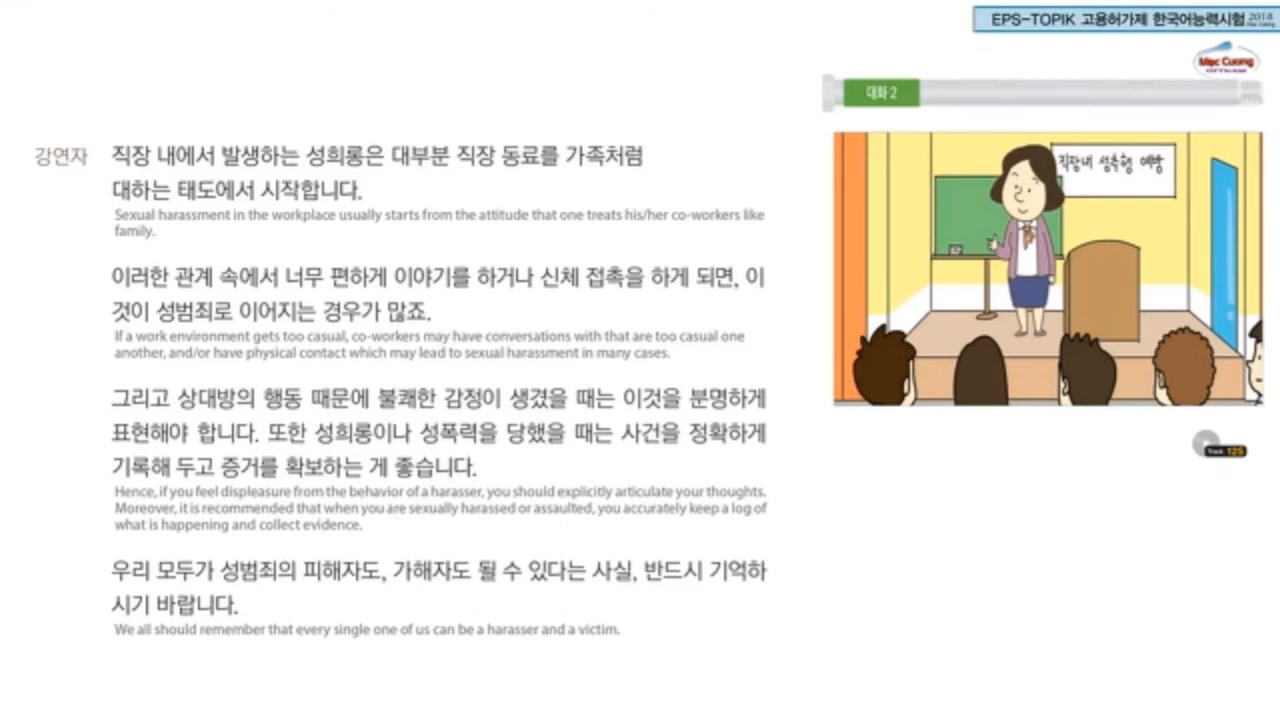 EPS-TOPIK 고용허가제 한국어능력시험 2018
Mạc Cương
대화 2
직장내 성추행 예방
강연자 직장 내에서 발생하는 성희롱은 대부분 직장 동료를 가족처럼
대하는 태도에서 시작합니다.
Sexual harassment in the workplace usually starts from the attitude that one treats his/her co-workers like
family.
이러한 관계 속에서 너무 편하게 이야기를 하거나 신체 접촉을 하게 되면, 이
것이 성범죄로 이어지는 경우가 많죠.
If a work environment gets too casual, co-workers may have conversations with that are too casual one
another, and/or have physical contact which may lead to sexual harassment in many cases.
그리고 상대방의 행동 때문에 불쾌한 감정이 생겼을 때는 이것을 분명하게
표현해야 합니다. 또한 성희롱이나 성폭력을 당했을 때는 사건을 정확하게
기록해 두고 증거를 확보하는 게 좋습니다.
Hence, if you feel displeasure from the behavior of a harasser, you should explicitly articulate your thoughts.
Moreover, it is recommended that when you are sexually harassed or assaulted, you accurately keep a log of
what is happening and collect evidence.
우리 모두가 성범죄의 피해자도, 가해자도 될 수 있다는 사실, 반드시 기억하
시기 바랍니다.
We all should remember that every single one of us can be a harasser and a victim.
Track 125